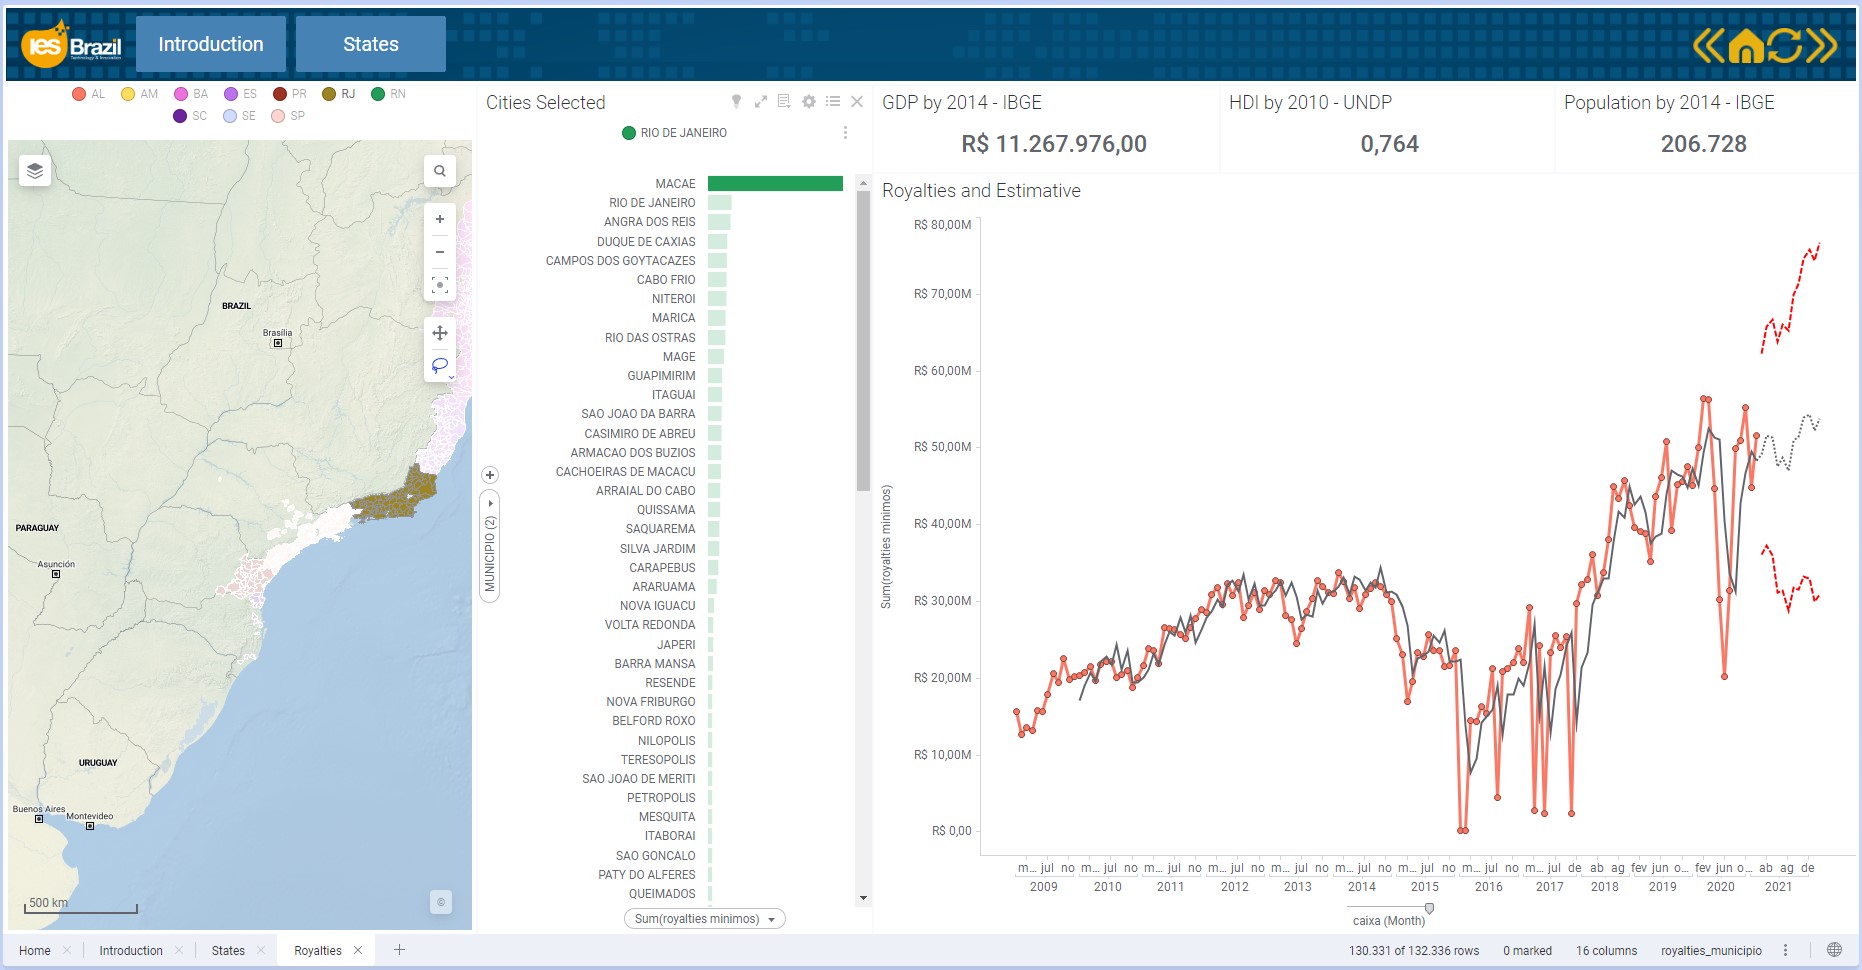 ies Brazil
Technology & Innovation
Introduction
States
AL AM BA ES PR RJ RN
SC SE SP
BRAZIL
Brasília
PARAGUAY
Asunción
URUGUAY
Buenos Aires
Montevideo
500 km
©
Cities Selected
RIO DE JANEIRO
MUNICIPIO (2)
MACAE
RIO DE JANEIRO
ANGRA DOS REIS
DUQUE DE CAXIAS
CAMPOS DOS GOYTACAZES
CABO FRIO
NITEROI
MARICA
RIO DAS OSTRAS
MAGE
GUAPIMIRIM
ITAGUAI
SAO JOAO DA BARRA
CASIMIRO DE ABREU
ARMACAO DOS BUZIOS
CACHOEIRAS DE MACACU
ARRAIAL DO CABO
QUISSAMA
SAQUAREMA
SILVA JARDIM
CARAPEBUS
ARARUAMA
NOVA IGUACU
VOLTA REDONDA
JAPERI
BARRA MANSA
RESENDE
NOVA FRIBURGO
BELFORD ROXO
NILOPOLIS
TERESOPOLIS
SAO JOAO DE MERITI
PETROPOLIS
MESQUITA
ITABORAI
SAO GONCALO
PATY DO ALFERES
QUEIMADOS
Sum(royalties minimos)
GDP by 2014 - IBGE
R$ 11.267.976,00
HDI by 2010 - UNDP
0,764
Population by 2014 - IBGE
206.728
Royalties and Estimative
Sum(royalties minimos)
R$ 80,00M
R$ 70,00M
R$ 60,00M
R$ 50,00M
R$ 40,00M
R$ 30,00M
R$ 20,00M
R$ 10,00M
R$ 0,00
m... jul no m... jul no m... jul no m... jul no m... jul no m... jul no m... jul no m... jul no m... jul de ab ag fev jun o... fev jun o... ab ag de
2009 2010 2011 2012 2013 2014 2015 2016 2017 2018 2019 2020 2021
caixa (Month)
Home Introduction States Royalties
130.331 of 132.336 rows 0 marked 16 columns royalties_municipio